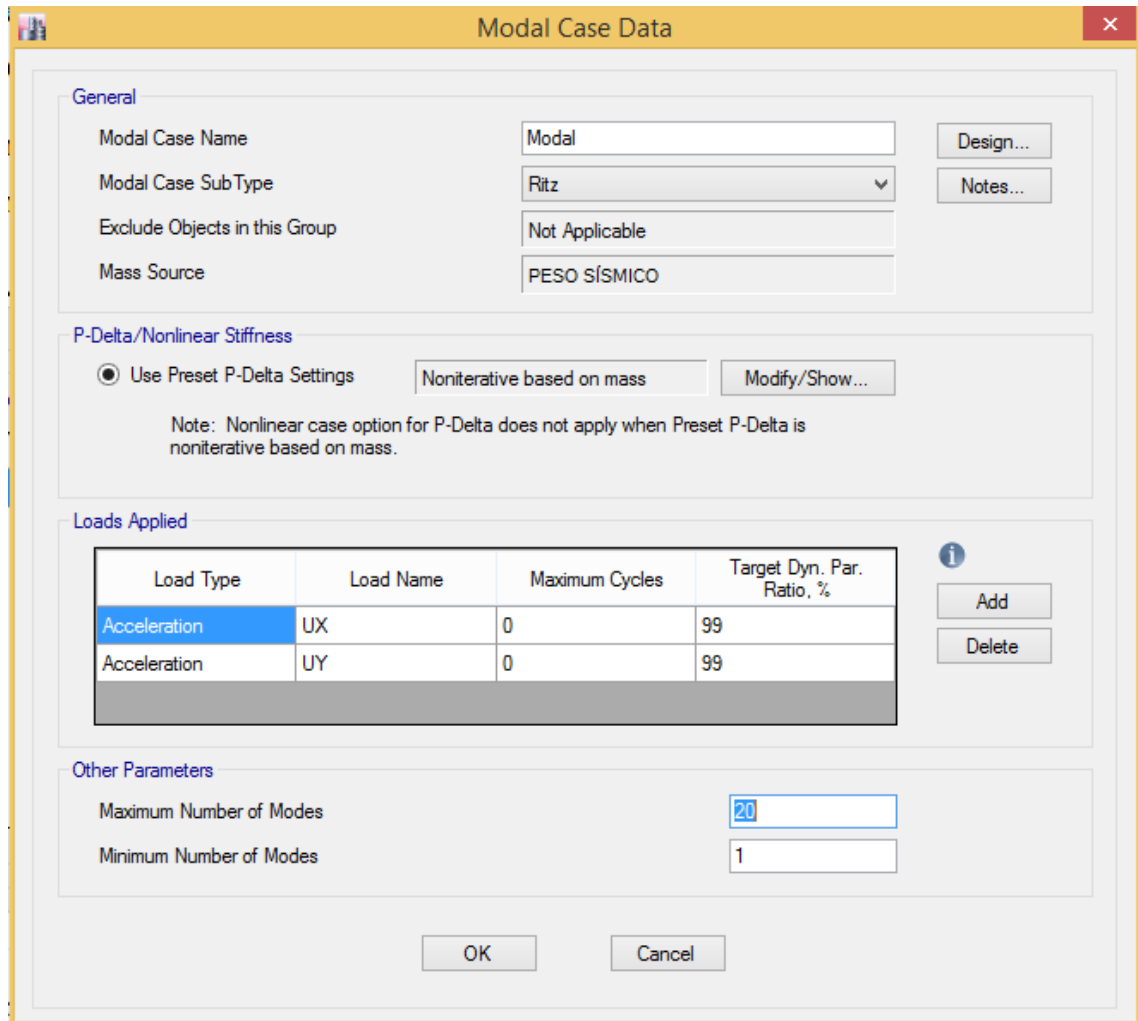 Modal Case Data
General
Modal Case Name
Modal
Design...
Modal Case SubType
Ritz
Notes...
Exclude Objects in this Group
Not Applicable
Mass Source
PESO SÍSMICO
P-Delta/Nonlinear Stiffness
Use Preset P-Delta Settings
Noniterative based on mass
Modify/Show...
Note: Nonlinear case option for P-Delta does not apply when Preset P-Delta is
noniterative based on mass.
Loads Applied
Load Type
Load Name
Maximum Cycles
Target Dyn. Par.
Ratio, %
Acceleration
UX
0
99
Acceleration
UY
0
99
Add
Delete
Other Parameters
Maximum Number of Modes
20
Minimum Number of Modes
1
OK
Cancel